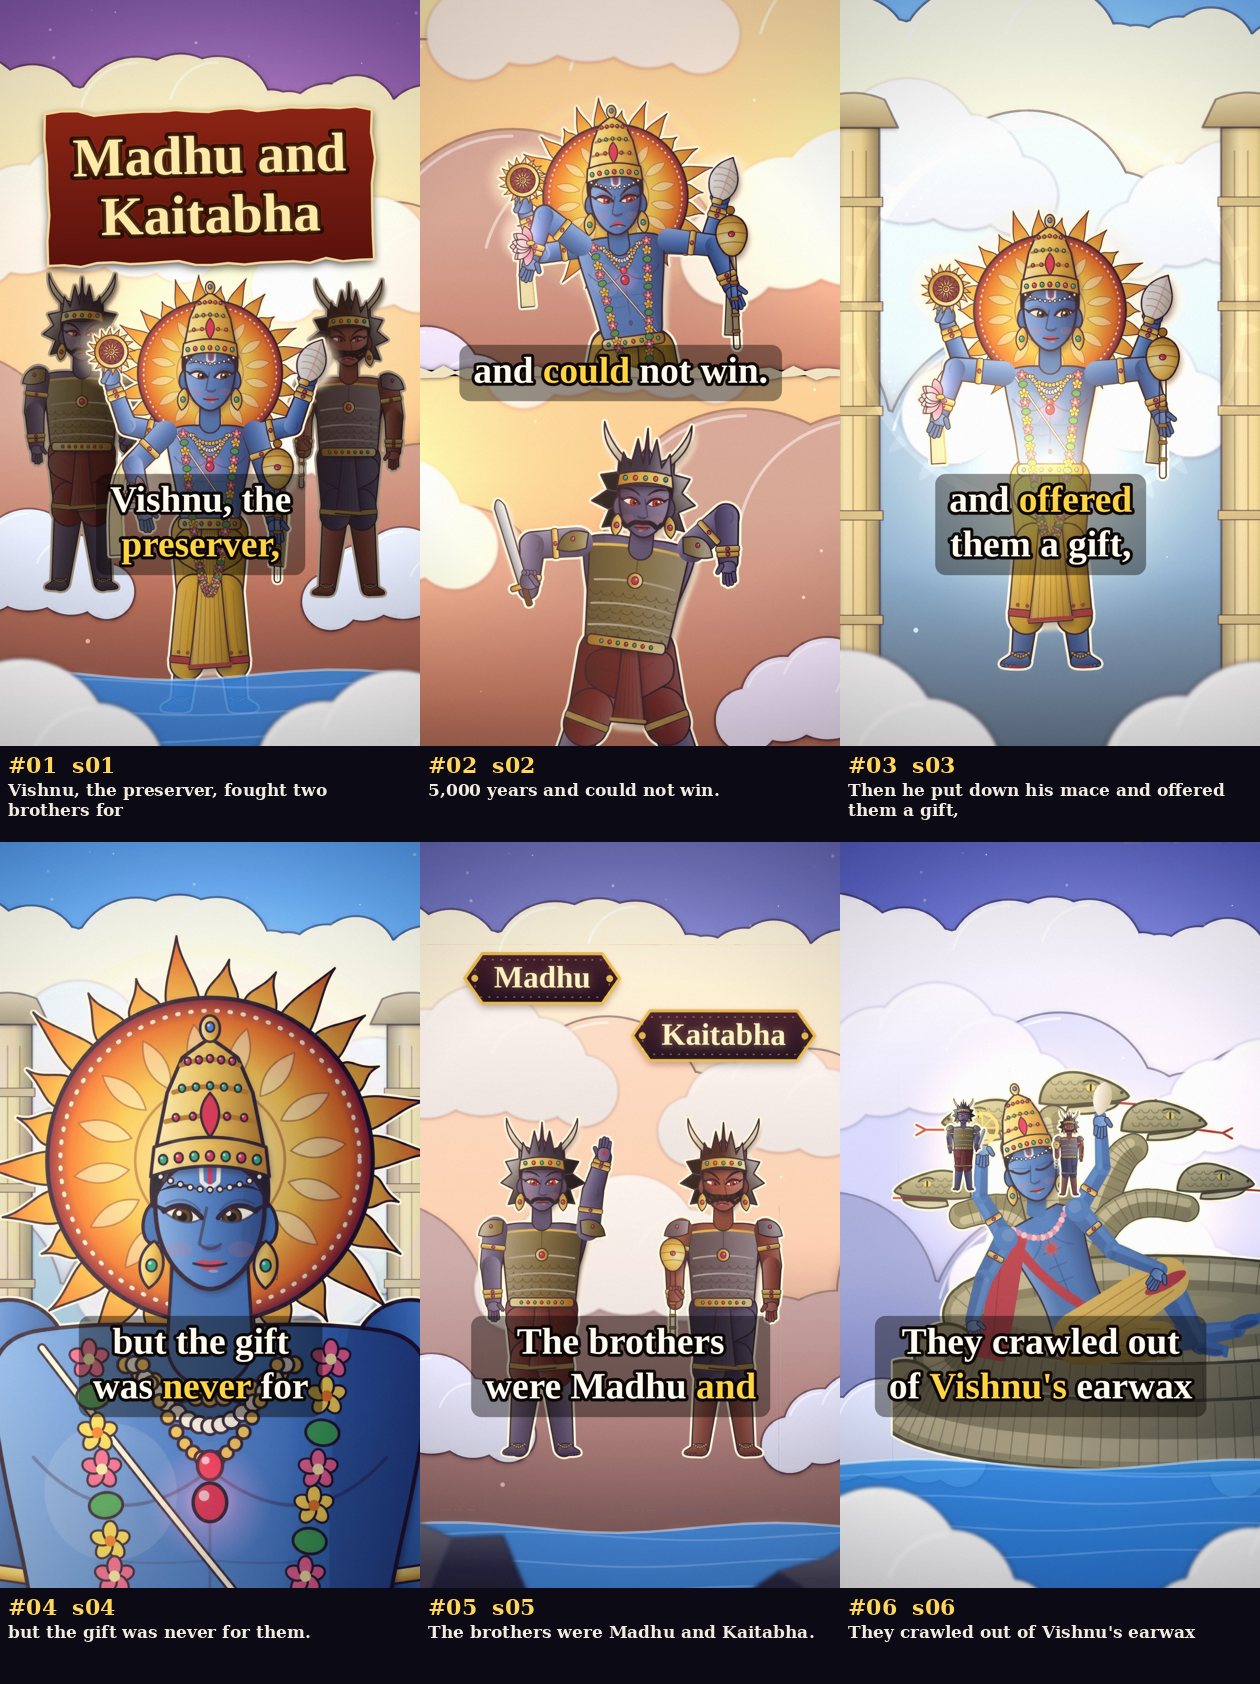 Madhu and
Kaitabha
Vishnu, the
preserver,
#01 s01
Vishnu, the preserver, fought two
brothers for
and could not win.
#02 s02
5,000 years and could not win.
and offered
them a gift,
#03 s03
Then he put down his mace and offered
them a gift,
but the gift
was never for
#04 s04
but the gift was never for them.
Madhu
Kaitabha
The brothers
were Madhu and
#05 s05
The brothers were Madhu and Kaitabha.
They crawled out
of Vishnu's earwax
#06 s06
They crawled out of Vishnu's earwax